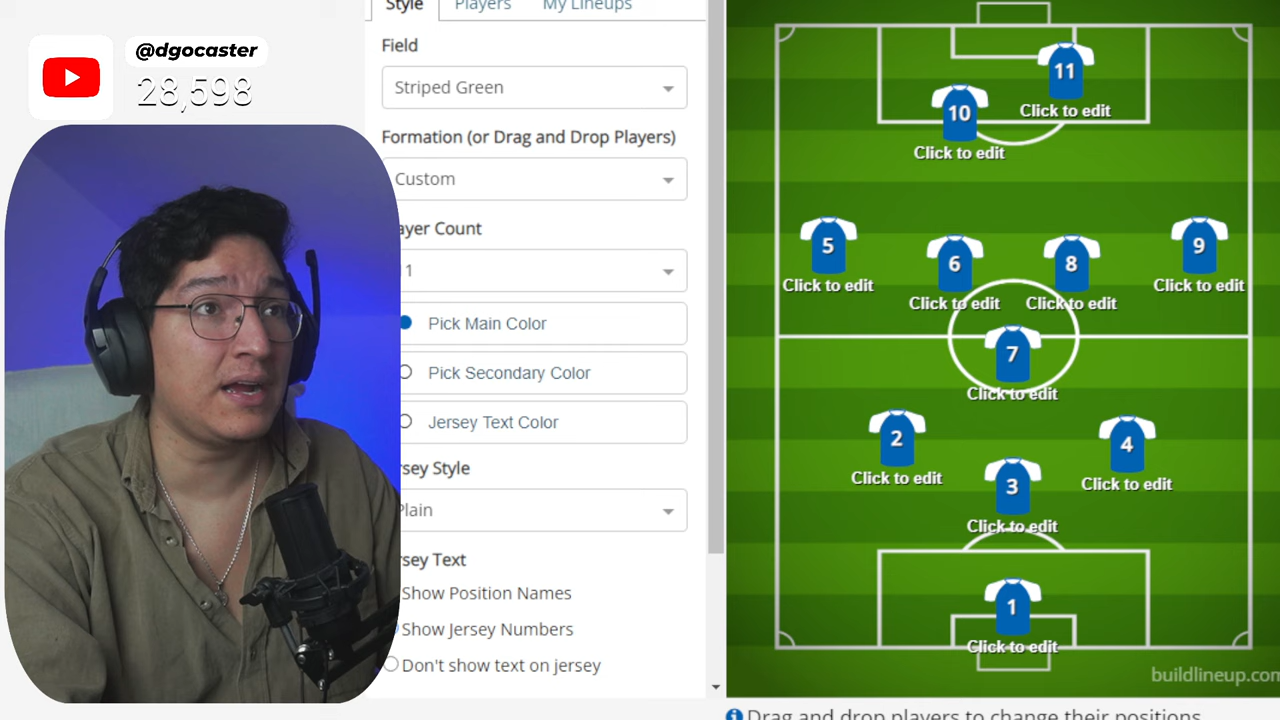 @dgocaster
28,598
Style
Players
My Lineups
Field
Striped Green
Formation (or Drag and Drop Players)
Custom
ayer Count
1
Pick Main Color
Pick Secondary Color
Jersey Text Color
rsey Style
Plain
rsey Text
Show Position Names
Show Jersey Numbers
Don't show text on jersey
11
Click to edit
10
Click to edit
5
Click to edit
6
Click to edit
8
Click to edit
9
Click to edit
7
Click to edit
2
Click to edit
4
Click to edit
3
Click to edit
1
Click to edit
buildlineup.com
Drag and drop players to change their positions